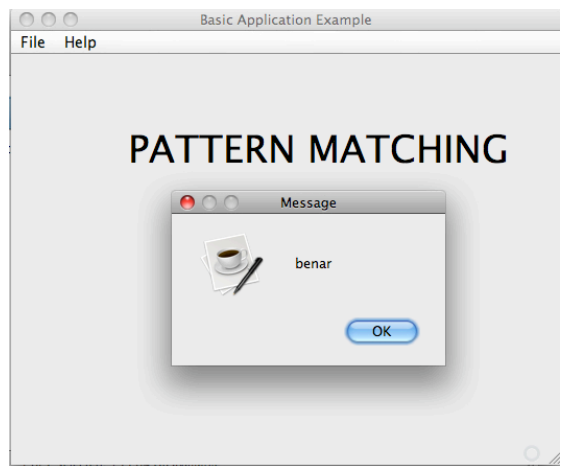 Basic Application Example
File Help
PATTERN MATCHING
Message
benar
OK